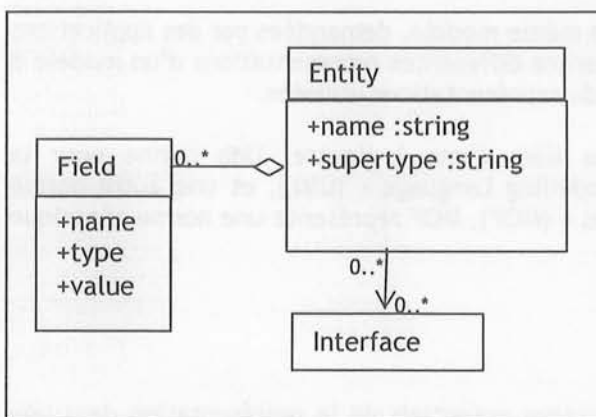 Entity
+name :string
+supertype :string
Field
0..*
+name
+type
+value
0..*
0..*
Interface